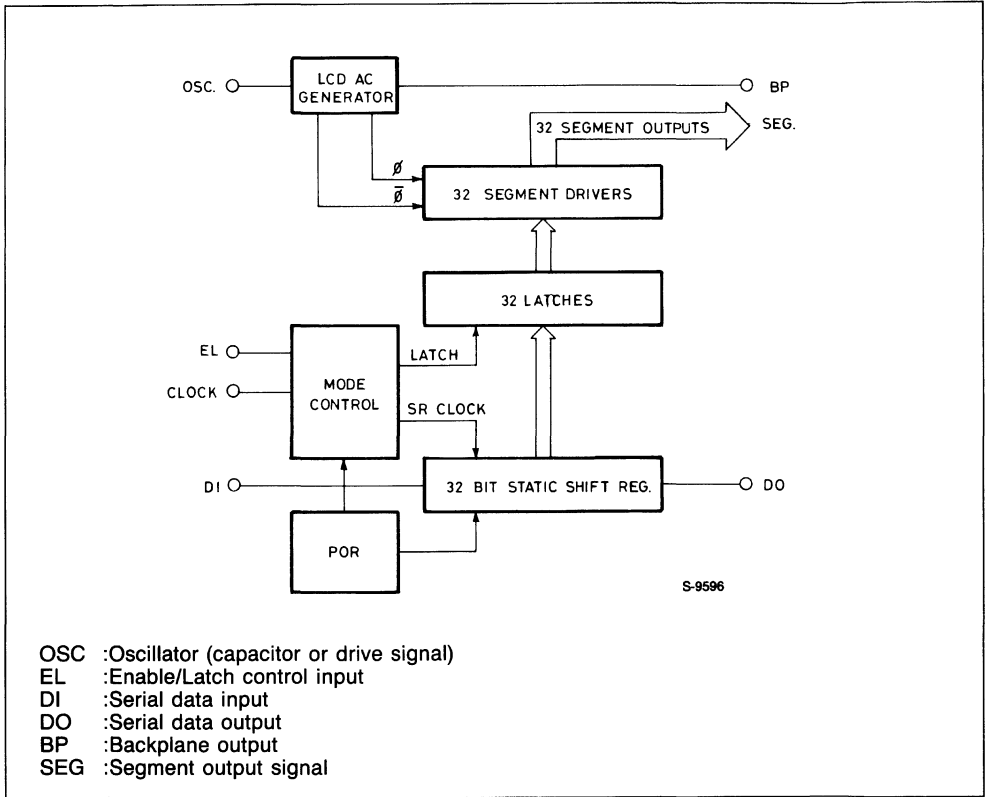 OSC.
LCD AC
GENERATOR
BP
32 SEGMENT OUTPUTS
SEG.
Ø
Ø̅
32 SEGMENT DRIVERS
32 LATCHES
EL
CLOCK
MODE
CONTROL
LATCH
SR CLOCK
DI
32 BIT STATIC SHIFT REG.
DO
POR
S-9596
OSC :Oscillator (capacitor or drive signal)
EL :Enable/Latch control input
DI :Serial data input
DO :Serial data output
BP :Backplane output
SEG :Segment output signal